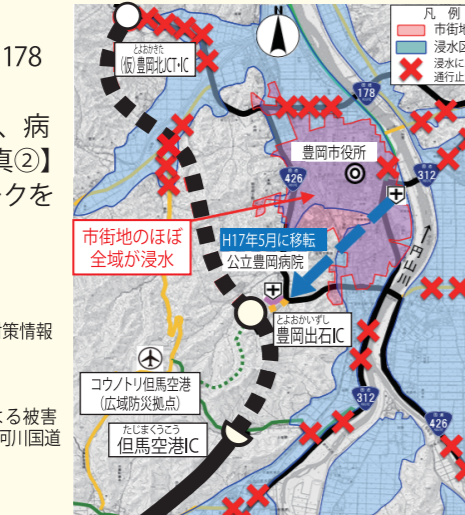 178
、病
真②】
ークを
対策情報
よる被害
河川国道
凡 例
市街地
浸水区
浸水に
通行止
とよおかきた
(仮)豊岡北JCT・IC
178
豊岡市役所
426
312
市街地のほぼ
全域が浸水
H17年5月に移転
公立豊岡病院
円山川
とよおかいずし
豊岡出石IC
コウノトリ但馬空港
(広域防災拠点)
たじまくうこう
但馬空港IC
312
426